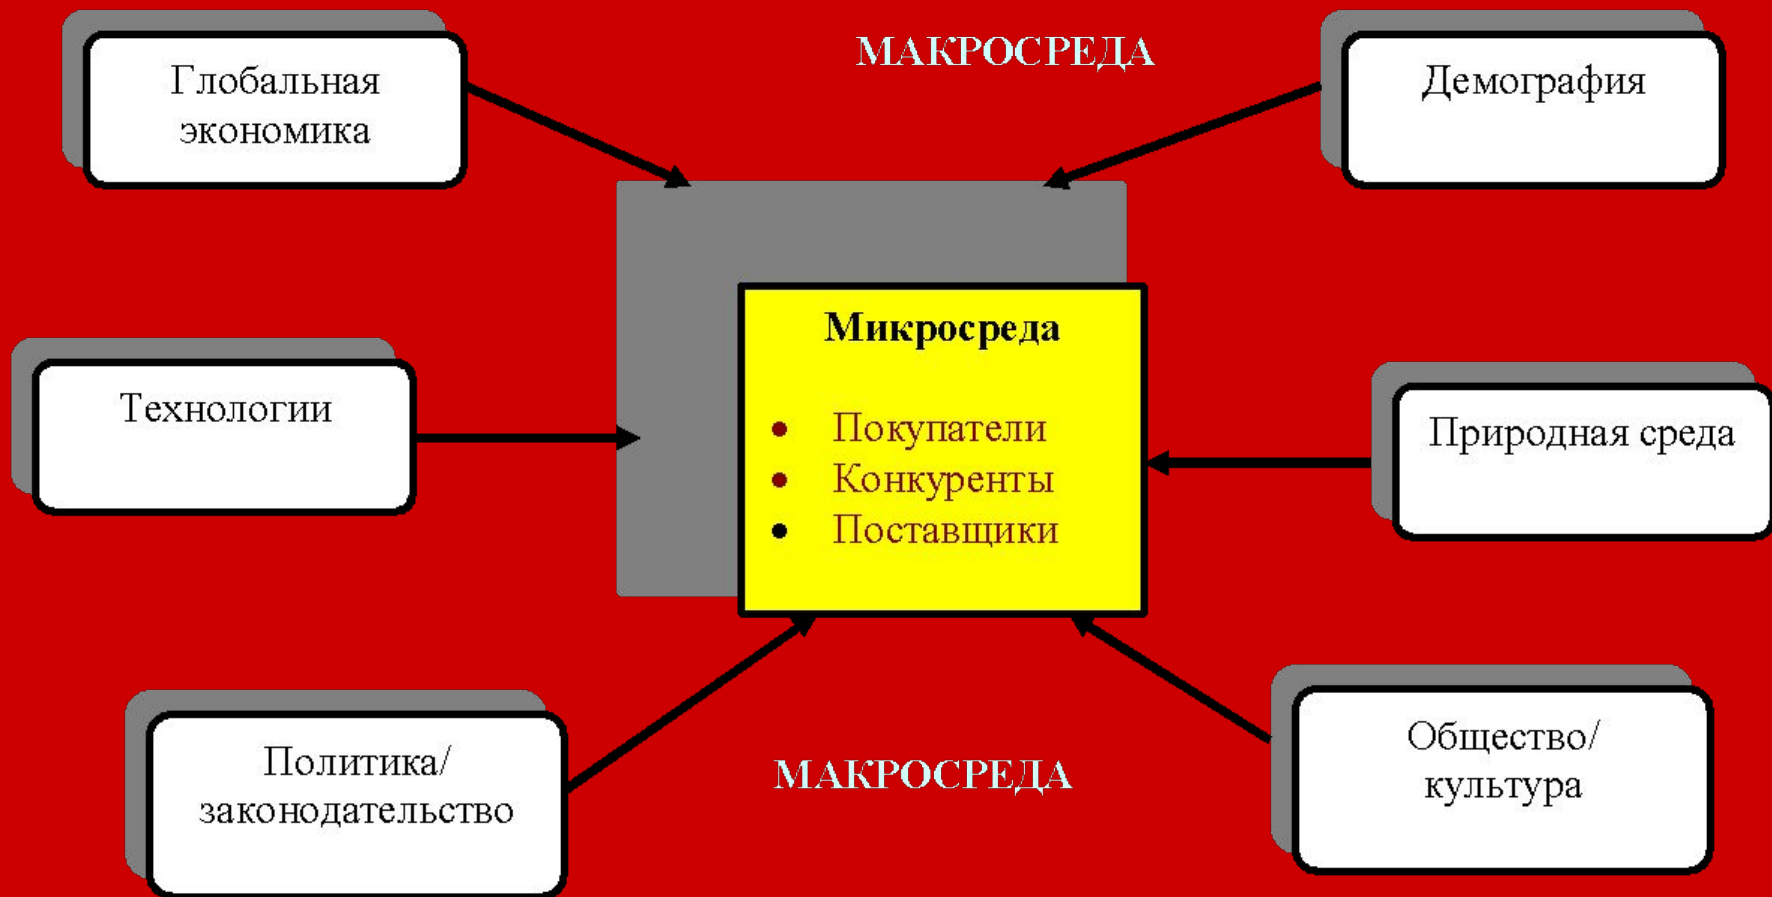 МАКРОСРЕДА
Глобальная
экономика
Демография
Микросреда
• Покупатели
• Конкуренты
• Поставщики
Технологии
Природная среда
Политика/
законодательство
МАКРОСРЕДА
Общество/
культура